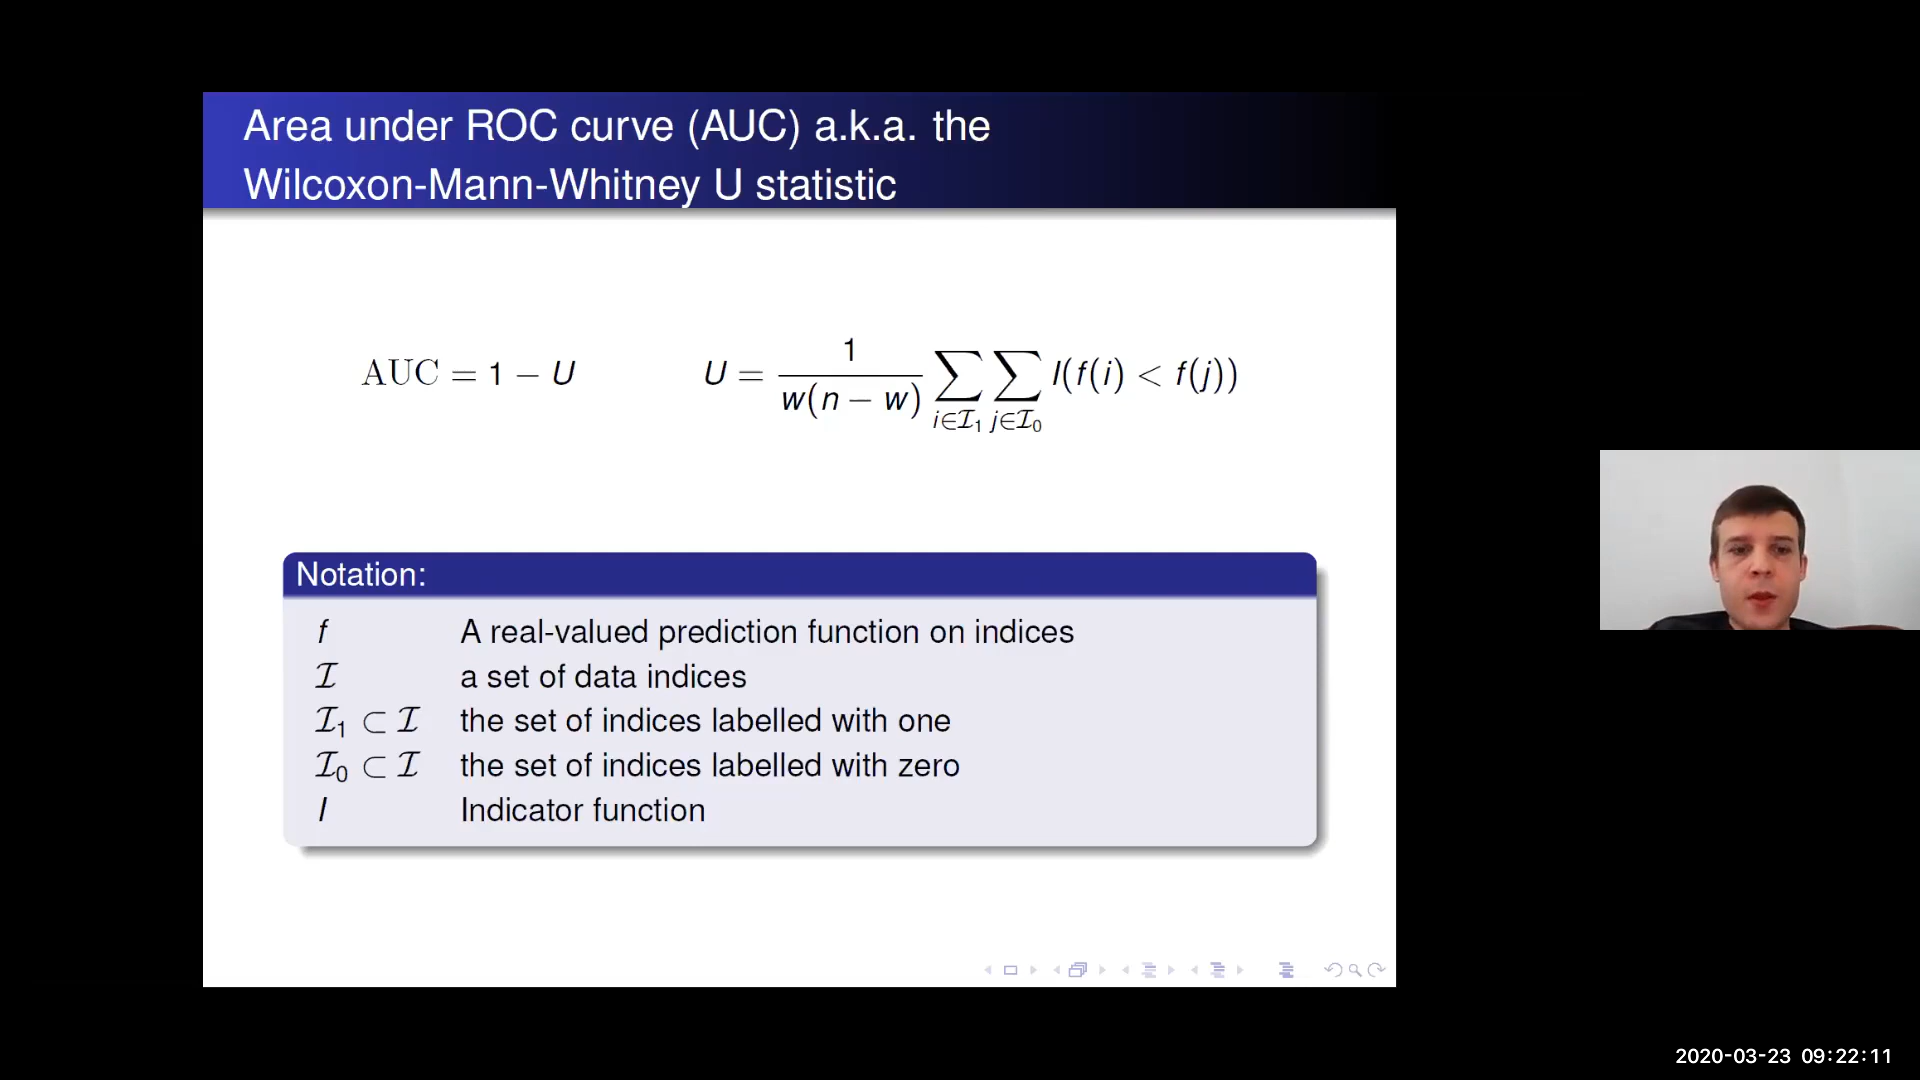 Area under ROC curve (AUC) a.k.a. the
Wilcoxon-Mann-Whitney U statistic
AUC = 1 − U
U = 1 / w(n − w) ∑_{i∈ℐ₁} ∑_{j∈ℐ₀} I(f(i) < f(j))
Notation:
f A real-valued prediction function on indices
ℐ a set of data indices
ℐ₁ ⊂ ℐ the set of indices labelled with one
ℐ₀ ⊂ ℐ the set of indices labelled with zero
I Indicator function
2020-03-23 09:22:11